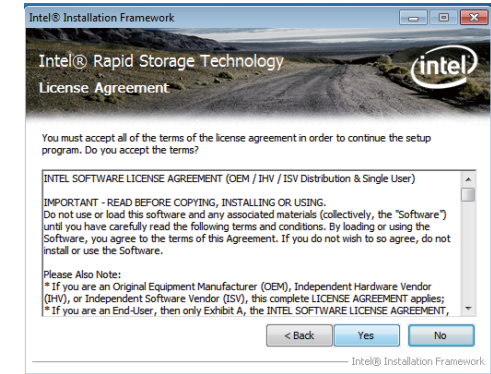 Intel® Installation Framework
Intel® Rapid Storage Technology
License Agreement
intel
You must accept all of the terms of the license agreement in order to continue the setup
program. Do you accept the terms?
INTEL SOFTWARE LICENSE AGREEMENT (OEM / IHV / ISV Distribution & Single User)
IMPORTANT - READ BEFORE COPYING, INSTALLING OR USING.
Do not use or load this software and any associated materials (collectively, the "Software")
until you have carefully read the following terms and conditions. By loading or using the
Software, you agree to the terms of this Agreement. If you do not wish to so agree, do not
install or use the Software.
Please Also Note:
* If you are an Original Equipment Manufacturer (OEM), Independent Hardware Vendor
(IHV), or Independent Software Vendor (ISV), this complete LICENSE AGREEMENT applies;
* If you are an End-User, then only Exhibit A, the INTEL SOFTWARE LICENSE AGREEMENT,
< Back Yes No
Intel® Installation Framework